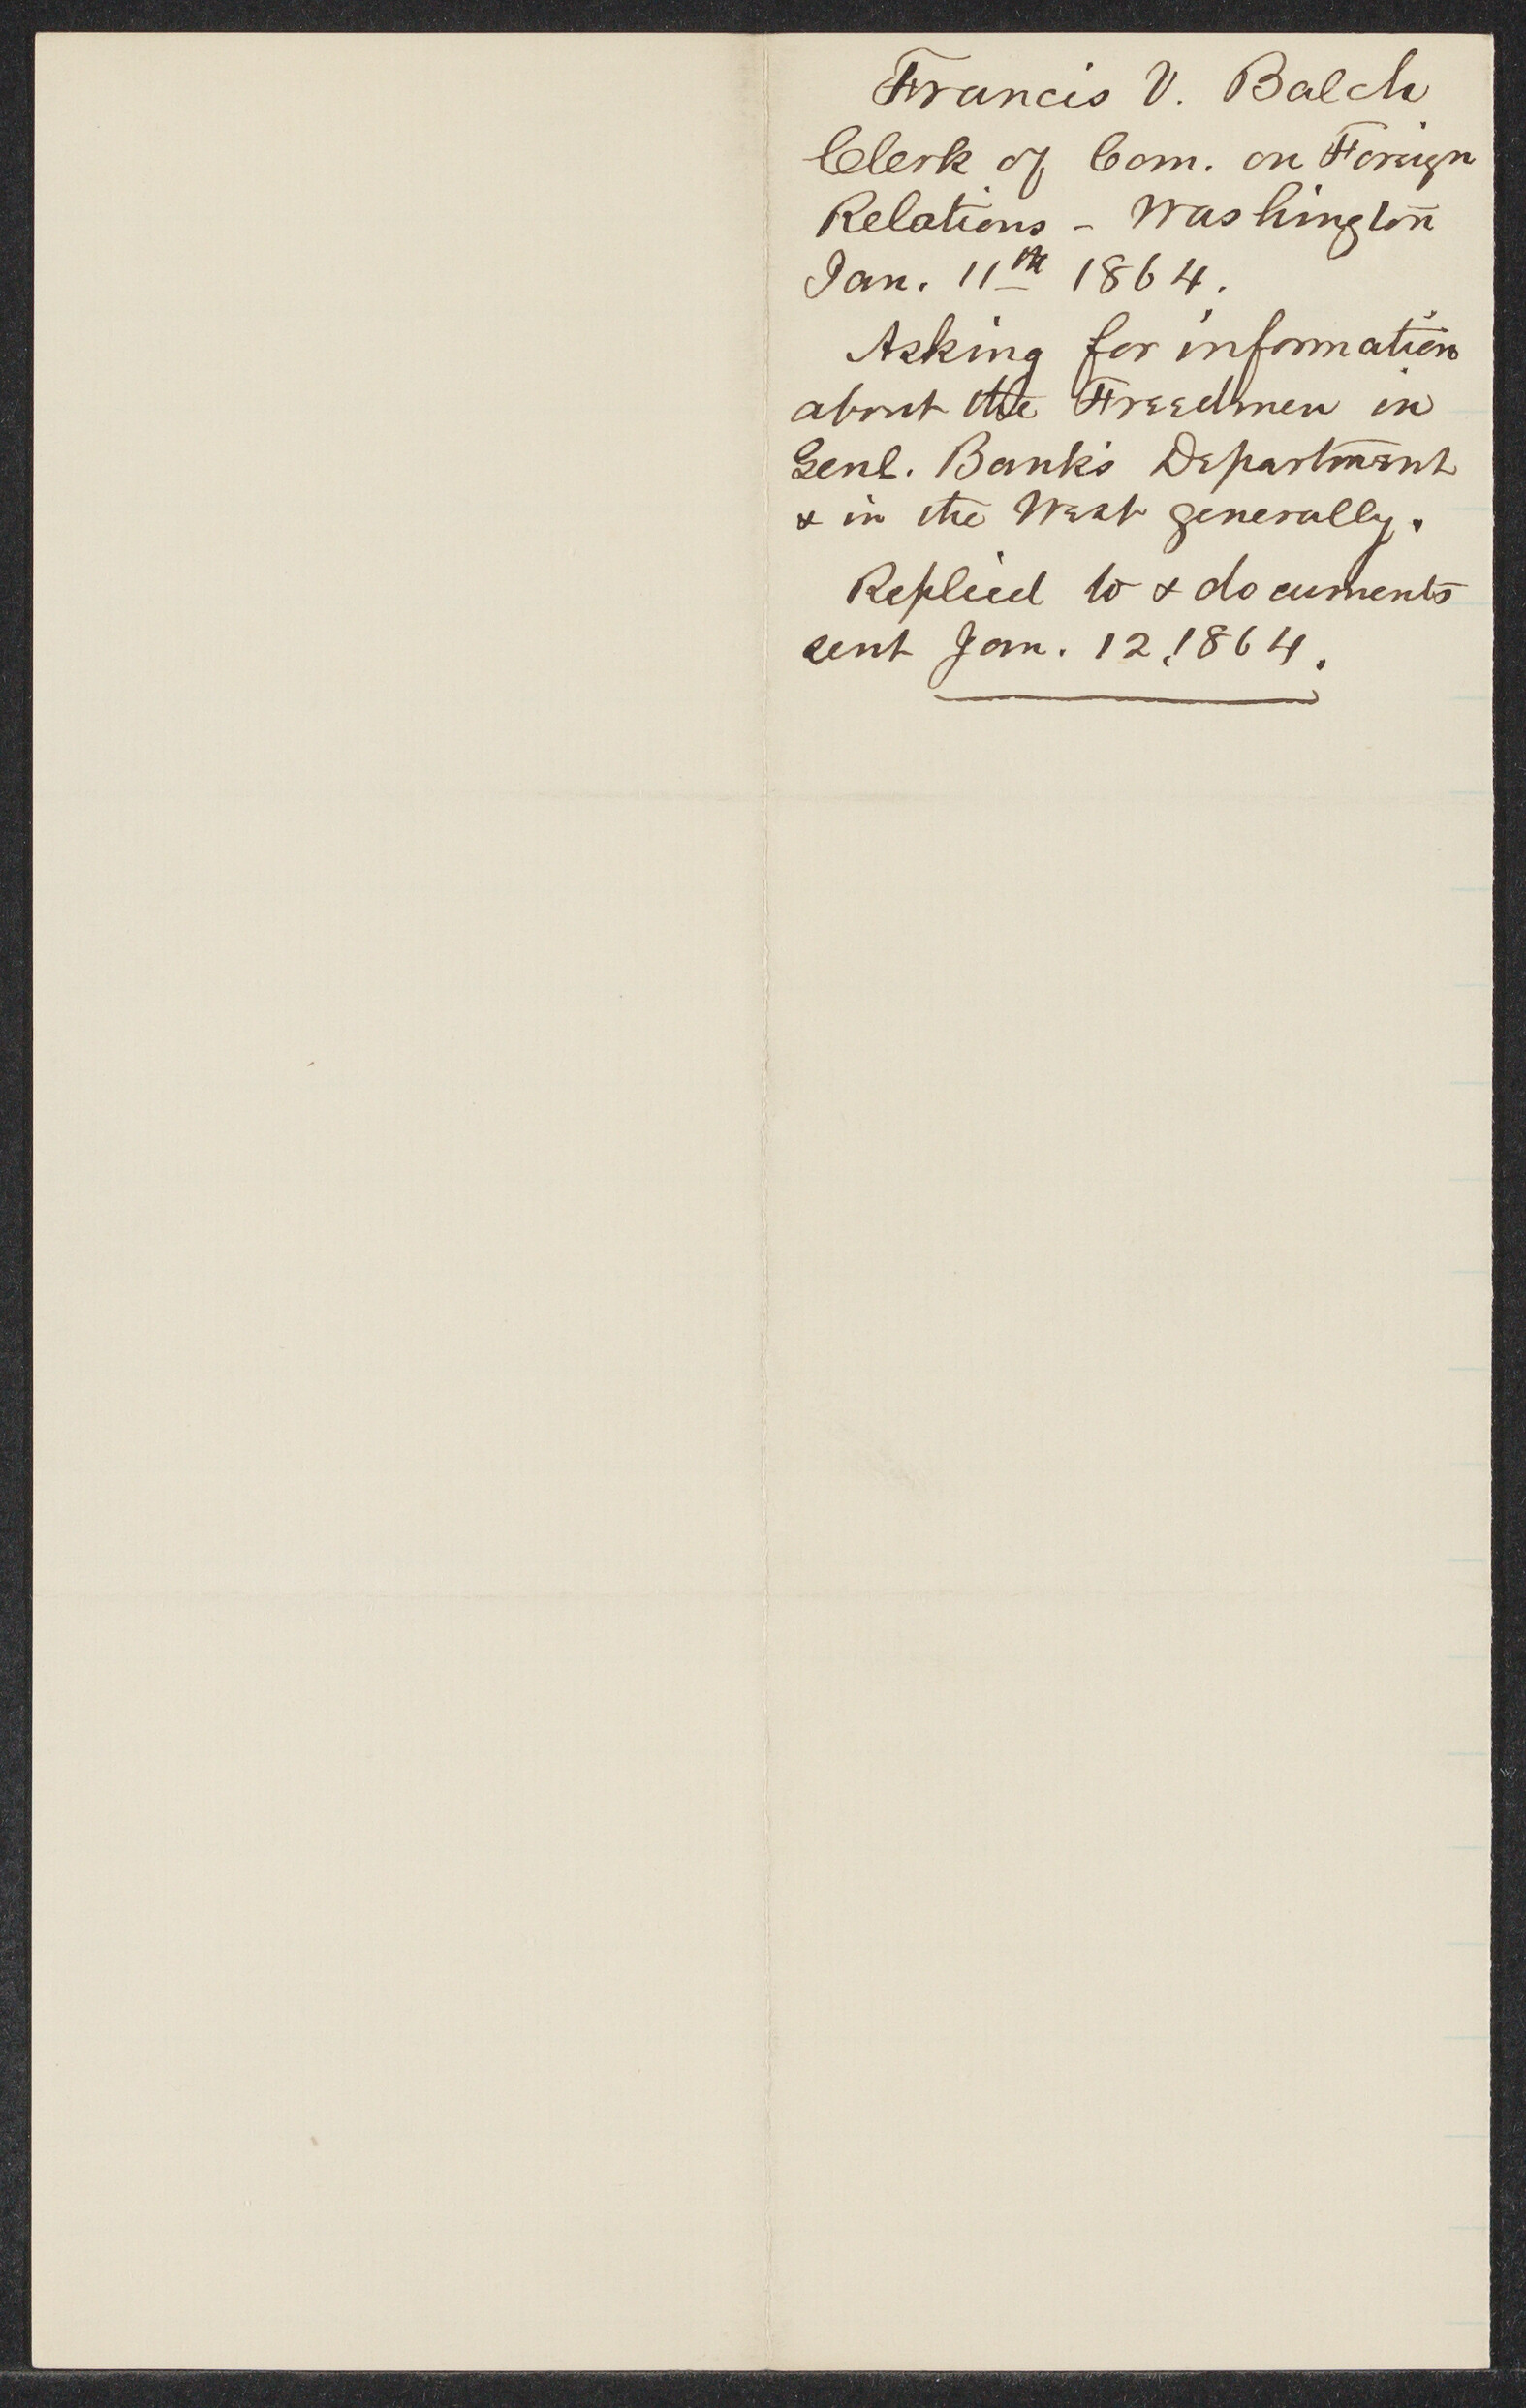 Francis V. Balch
Clerk of Com. on Foreign
Relations - Washington
Jan. 11th 1864.
Asking for information
about the Freedmen in
Genl. Bank's Department
& in the West generally.
Replied to & documents
sent Jan. 12, 1864.